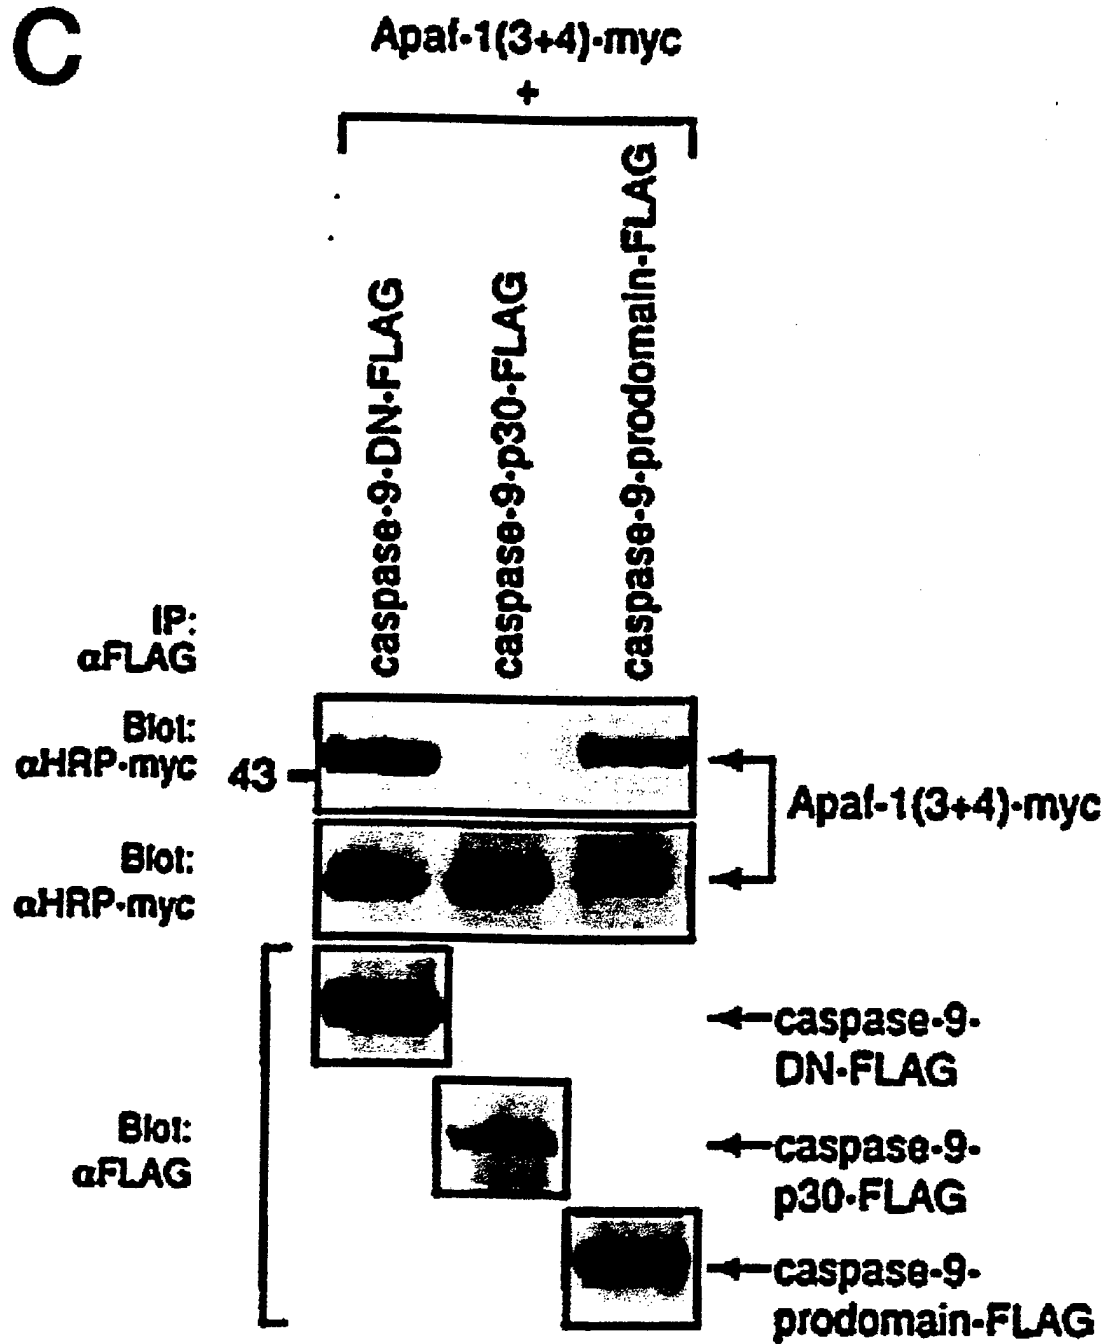 C
Apaf-1(3+4)-myc
+
caspase-9-DN-FLAG
caspase-9-p30-FLAG
caspase-9-prodomain-FLAG
IP:
αFLAG
Blot:
αHRP-myc
43
Apaf-1(3+4)-myc
Blot:
αHRP-myc
caspase-9-
DN-FLAG
Blot:
αFLAG
caspase-9-
p30-FLAG
caspase-9-
prodomain-FLAG